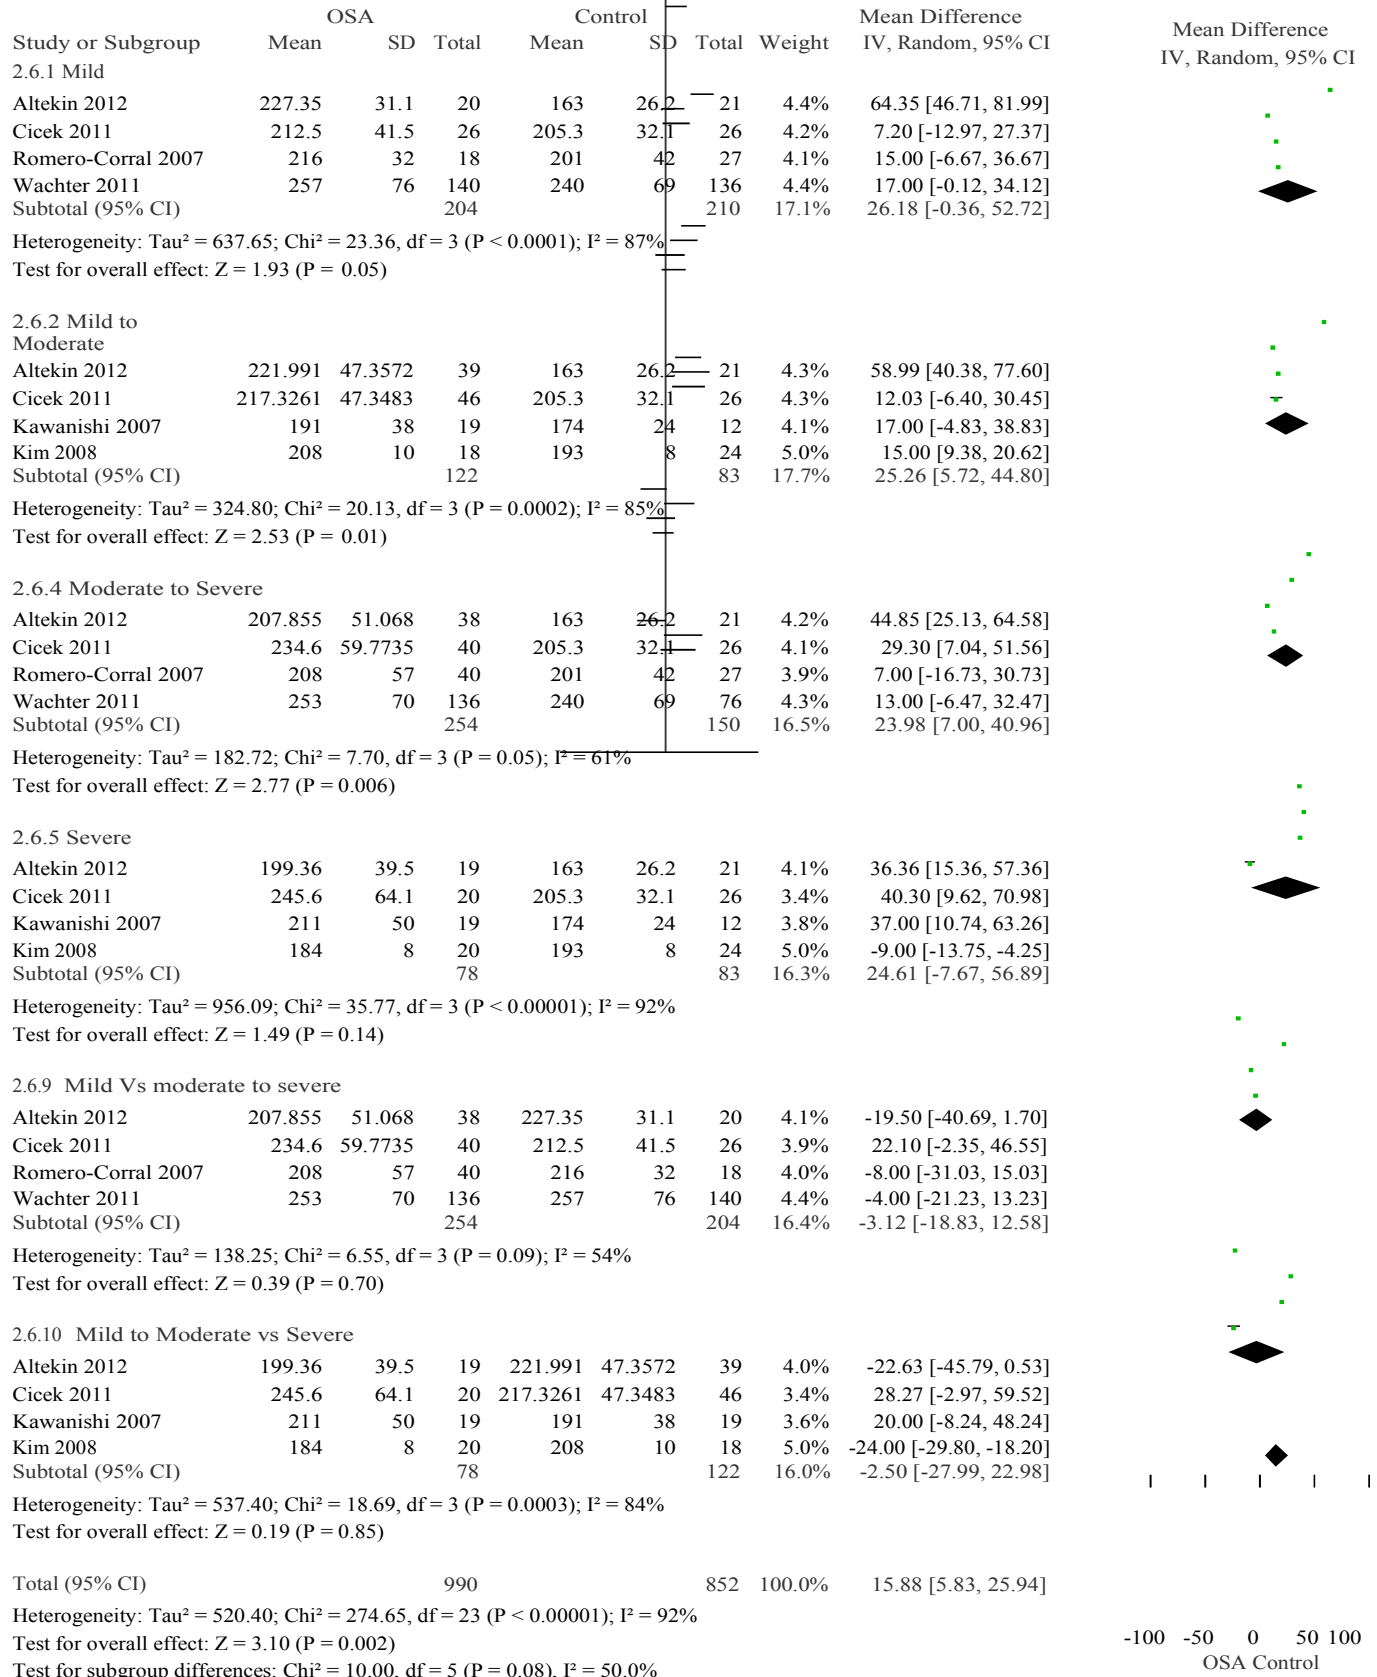 OSA Control Mean Difference Mean Difference
Study or Subgroup Mean SD Total Mean SD Total Weight IV, Random, 95% CI IV, Random, 95% CI
2.6.1 Mild
Altekin 2012 227.35 31.1 20 163 26.2 21 4.4% 64.35 [46.71, 81.99]
Cicek 2011 212.5 41.5 26 205.3 32.1 26 4.2% 7.20 [-12.97, 27.37]
Romero-Corral 2007 216 32 18 201 42 27 4.1% 15.00 [-6.67, 36.67]
Wachter 2011 257 76 140 240 69 136 4.4% 17.00 [-0.12, 34.12]
Subtotal (95% CI) 204 210 17.1% 26.18 [-0.36, 52.72]
Heterogeneity: Tau² = 637.65; Chi² = 23.36, df = 3 (P < 0.0001); I² = 87%
Test for overall effect: Z = 1.93 (P = 0.05)
2.6.2 Mild to
Moderate
Altekin 2012 221.991 47.3572 39 163 26.2 21 4.3% 58.99 [40.38, 77.60]
Cicek 2011 217.3261 47.3483 46 205.3 32.1 26 4.3% 12.03 [-6.40, 30.45]
Kawanishi 2007 191 38 19 174 24 12 4.1% 17.00 [-4.83, 38.83]
Kim 2008 208 10 18 193 8 24 5.0% 15.00 [9.38, 20.62]
Subtotal (95% CI) 122 83 17.7% 25.26 [5.72, 44.80]
Heterogeneity: Tau² = 324.80; Chi² = 20.13, df = 3 (P = 0.0002); I² = 85%
Test for overall effect: Z = 2.53 (P = 0.01)
2.6.4 Moderate to Severe
Altekin 2012 207.855 51.068 38 163 26.2 21 4.2% 44.85 [25.13, 64.58]
Cicek 2011 234.6 59.7735 40 205.3 32.1 26 4.1% 29.30 [7.04, 51.56]
Romero-Corral 2007 208 57 40 201 42 27 3.9% 7.00 [-16.73, 30.73]
Wachter 2011 253 70 136 240 69 76 4.3% 13.00 [-6.47, 32.47]
Subtotal (95% CI) 254 150 16.5% 23.98 [7.00, 40.96]
Heterogeneity: Tau² = 182.72; Chi² = 7.70, df = 3 (P = 0.05); I² = 61%
Test for overall effect: Z = 2.77 (P = 0.006)
2.6.5 Severe
Altekin 2012 199.36 39.5 19 163 26.2 21 4.1% 36.36 [15.36, 57.36]
Cicek 2011 245.6 64.1 20 205.3 32.1 26 3.4% 40.30 [9.62, 70.98]
Kawanishi 2007 211 50 19 174 24 12 3.8% 37.00 [10.74, 63.26]
Kim 2008 184 8 20 193 8 24 5.0% -9.00 [-13.75, -4.25]
Subtotal (95% CI) 78 83 16.3% 24.61 [-7.67, 56.89]
Heterogeneity: Tau² = 956.09; Chi² = 35.77, df = 3 (P < 0.00001); I² = 92%
Test for overall effect: Z = 1.49 (P = 0.14)
2.6.9 Mild Vs moderate to severe
Altekin 2012 207.855 51.068 38 227.35 31.1 20 4.1% -19.50 [-40.69, 1.70]
Cicek 2011 234.6 59.7735 40 212.5 41.5 26 3.9% 22.10 [-2.35, 46.55]
Romero-Corral 2007 208 57 40 216 32 18 4.0% -8.00 [-31.03, 15.03]
Wachter 2011 253 70 136 257 76 140 4.4% -4.00 [-21.23, 13.23]
Subtotal (95% CI) 254 204 16.4% -3.12 [-18.83, 12.58]
Heterogeneity: Tau² = 138.25; Chi² = 6.55, df = 3 (P = 0.09); I² = 54%
Test for overall effect: Z = 0.39 (P = 0.70)
2.6.10 Mild to Moderate vs Severe
Altekin 2012 199.36 39.5 19 221.991 47.3572 39 4.0% -22.63 [-45.79, 0.53]
Cicek 2011 245.6 64.1 20 217.3261 47.3483 46 3.4% 28.27 [-2.97, 59.52]
Kawanishi 2007 211 50 19 191 38 19 3.6% 20.00 [-8.24, 48.24]
Kim 2008 184 8 20 208 10 18 5.0% -24.00 [-29.80, -18.20]
Subtotal (95% CI) 78 122 16.0% -2.50 [-27.99, 22.98]
Heterogeneity: Tau² = 537.40; Chi² = 18.69, df = 3 (P = 0.0003); I² = 84%
Test for overall effect: Z = 0.19 (P = 0.85)
Total (95% CI) 990 852 100.0% 15.88 [5.83, 25.94]
Heterogeneity: Tau² = 520.40; Chi² = 274.65, df = 23 (P < 0.00001); I² = 92%
Test for overall effect: Z = 3.10 (P = 0.002) -100 -50 0 50 100
Test for subgroup differences: Chi² = 10.00, df = 5 (P = 0.08), I² = 50.0% OSA Control